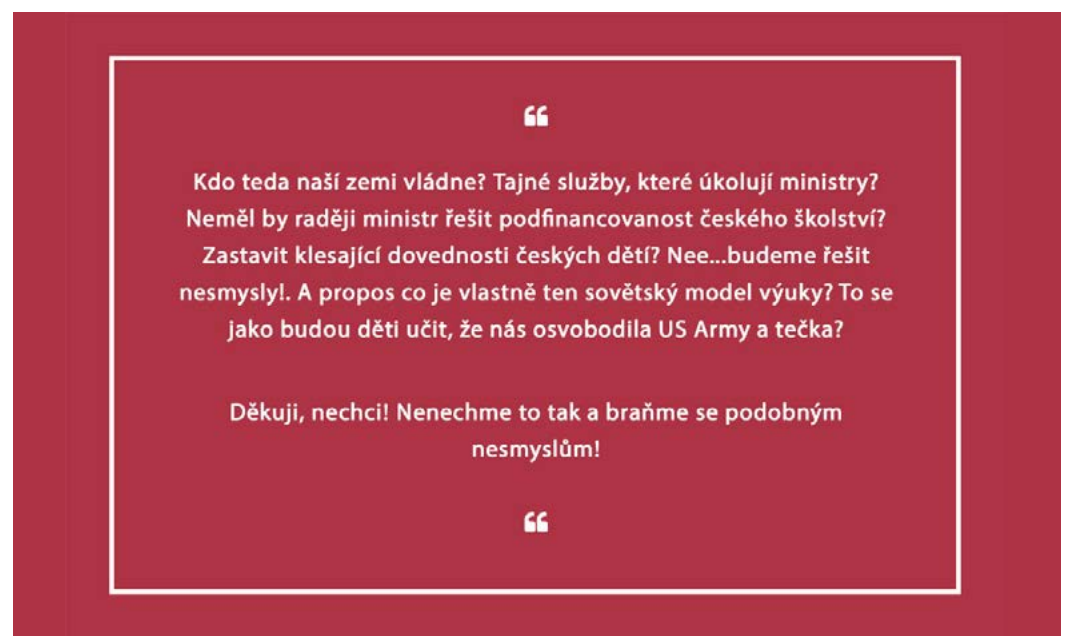 ❝
Kdo teda naší zemi vládne? Tajné služby, které úkolují ministry?
Neměl by raději ministr řešit podfinancovanost českého školství?
Zastavit klesající dovednosti českých dětí? Nee...budeme řešit
nesmysly!. A propos co je vlastně ten sovětský model výuky? To se
jako budou děti učit, že nás osvobodila US Army a tečka?
Děkuji, nechci! Nenechme to tak a braňme se podobným
nesmyslům!
❝